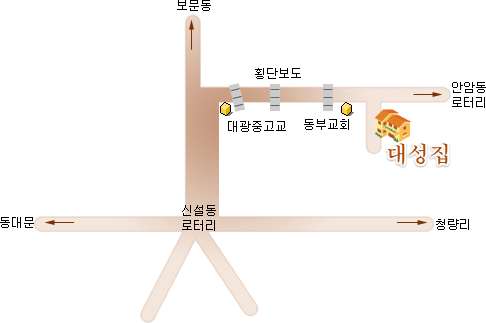 보문동
횡단보도
안암동
로터리
대광중고교
동부교회
대성집
신설동
로터리
동대문
청량리